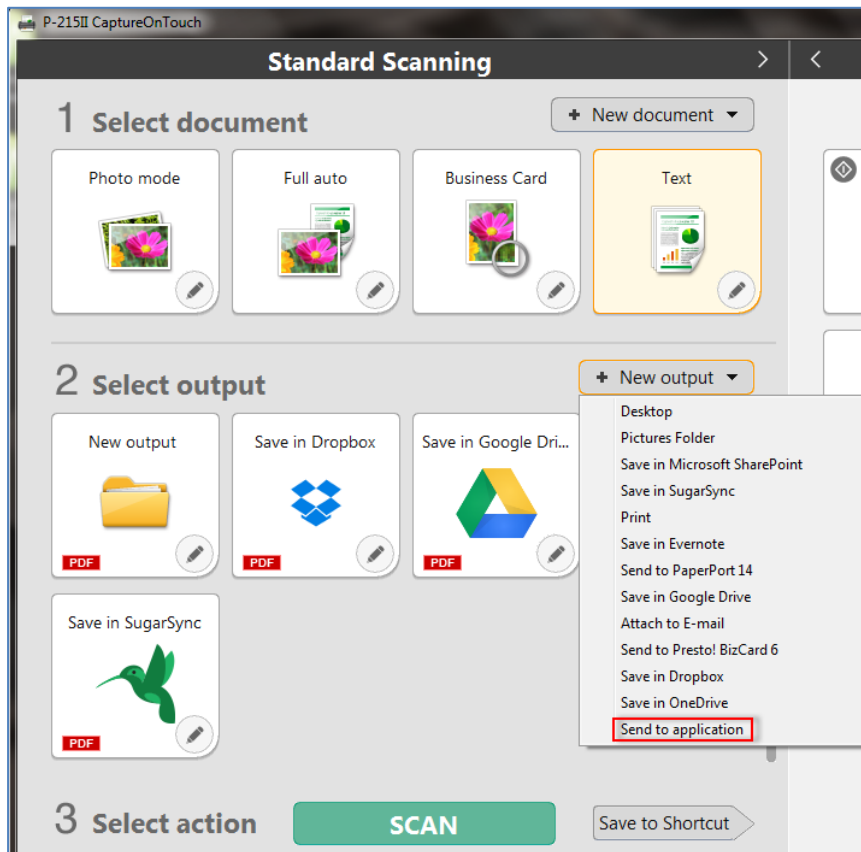 P-215II CaptureOnTouch
Standard Scanning
1 Select document
+ New document
Photo mode
Full auto
Business Card
Text
2 Select output
+ New output
New output
Save in Dropbox
Save in Google Dri...
PDF
PDF
PDF
Save in SugarSync
PDF
Desktop
Pictures Folder
Save in Microsoft SharePoint
Save in SugarSync
Print
Save in Evernote
Send to PaperPort 14
Save in Google Drive
Attach to E-mail
Send to Presto! BizCard 6
Save in Dropbox
Save in OneDrive
Send to application
3 Select action
SCAN
Save to Shortcut